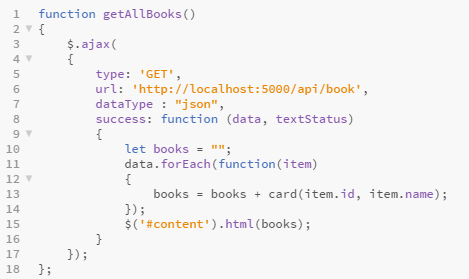 1 function getAllBooks()
2 {
3     $.ajax(
4     {
5         type: 'GET',
6         url: 'http://localhost:5000/api/book',
7         dataType : "json",
8         success: function (data, textStatus)
9         {
10             let books = "";
11             data.forEach(function(item)
12             {
13                 books = books + card(item.id, item.name);
14             });
15             $('#content').html(books);
16         }
17     });
18 };